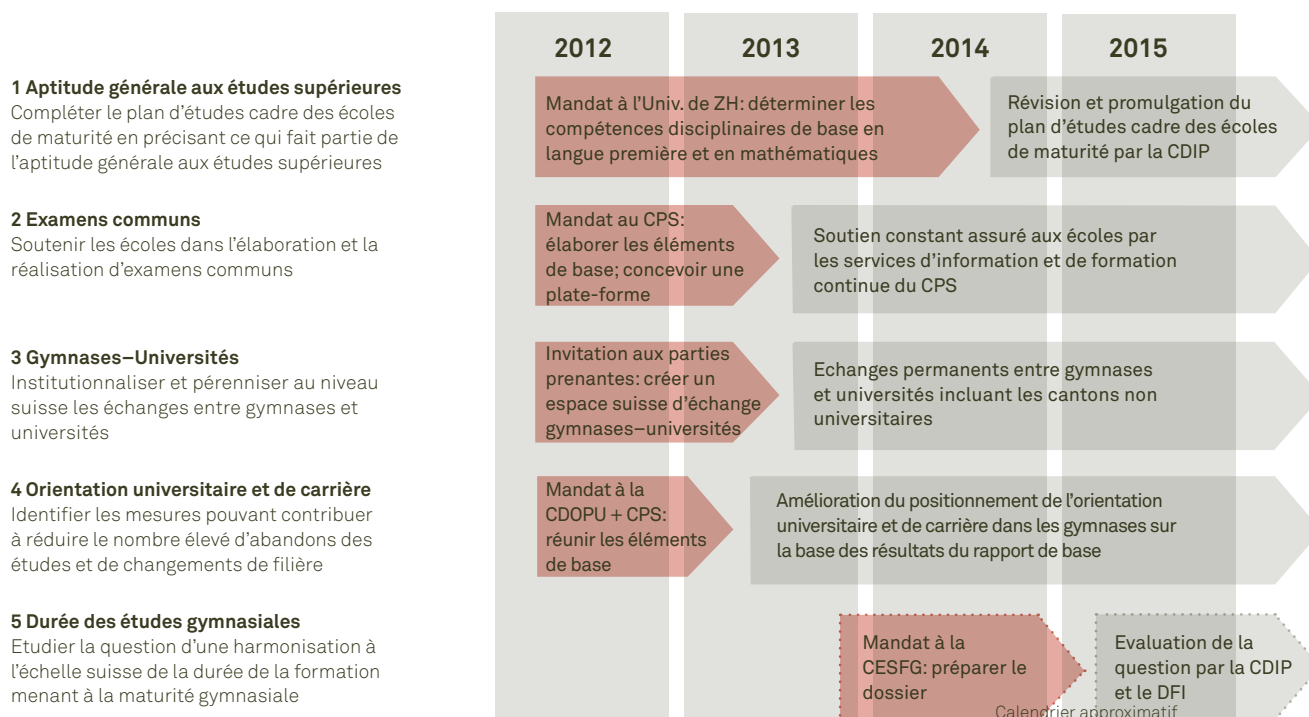 2012 2013 2014 2015
1 Aptitude générale aux études supérieures
Compléter le plan d'études cadre des écoles
de maturité en précisant ce qui fait partie de
l'aptitude générale aux études supérieures
Mandat à l'Univ. de ZH: déterminer les
compétences disciplinaires de base en
langue première et en mathématiques
Révision et promulgation du
plan d'études cadre des écoles
de maturité par la CDIP
2 Examens communs
Soutenir les écoles dans l'élaboration et la
réalisation d'examens communs
Mandat au CPS:
élaborer les éléments
de base; concevoir une
plate-forme
Soutien constant assuré aux écoles par
les services d'information et de formation
continue du CPS
3 Gymnases–Universités
Institutionnaliser et pérenniser au niveau
suisse les échanges entre gymnases et
universités
Invitation aux parties
prenantes: créer un
espace suisse d'échange
gymnases–universités
Echanges permanents entre gymnases
et universités incluant les cantons non
universitaires
4 Orientation universitaire et de carrière
Identifier les mesures pouvant contribuer
à réduire le nombre élevé d'abandons des
études et de changements de filière
Mandat à la
CDOPU + CPS:
réunir les éléments
de base
Amélioration du positionnement de l'orientation
universitaire et de carrière dans les gymnases sur
la base des résultats du rapport de base
5 Durée des études gymnasiales
Etudier la question d'une harmonisation à
l'échelle suisse de la durée de la formation
menant à la maturité gymnasiale
Mandat à la
CESFG: préparer le
dossier
Evaluation de la
question par la CDIP
et le DFI
Calendrier approximatif